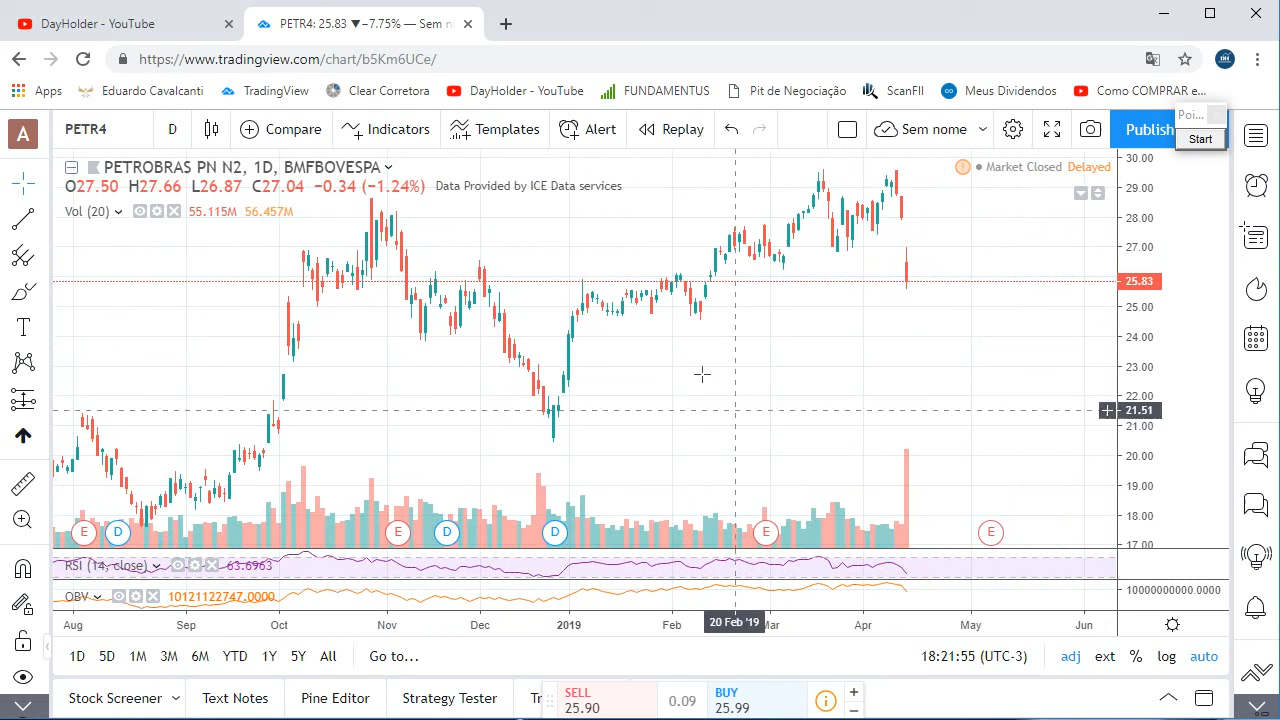 DayHolder - YouTube
PETR4: 25.83 ▼−7.75% — Sem n
https://www.tradingview.com/chart/b5Km6UCe/
Apps
Eduardo Cavalcanti
TradingView
Clear Corretora
DayHolder - YouTube
FUNDAMENTUS
Pit de Negociação
ScanFII
Meus Dividendos
Como COMPRAR e...
Poi...
Start
A
PETR4
D
Compare
Indicators
Templates
Alert
Replay
Sem nome
Publish
PETROBRAS PN N2, 1D, BMFBOVESPA
Market Closed Delayed
O27.50 H27.66 L26.87 C27.04 −0.34 (−1.24%) Data Provided by ICE Data services
Vol (20) 55.115M 56.457M
30.00
29.00
28.00
27.00
25.83
25.00
24.00
23.00
22.00
21.51
21.00
20.00
19.00
18.00
17.00
E D E D D E E
RSI (14, close) 63.6963
OBV 10121122747.0000
10000000000.0000
Aug Sep Oct Nov Dec 2019 Feb 20 Feb '19 Mar April May Jun
1D 5D 1M 3M 6M YTD 1Y 5Y All Go to...
18:21:55 (UTC-3) adj ext % log auto
Stock Screener Text Notes Pine Editor Strategy Tester Tr
SELL
25.90
0.09
BUY
25.99